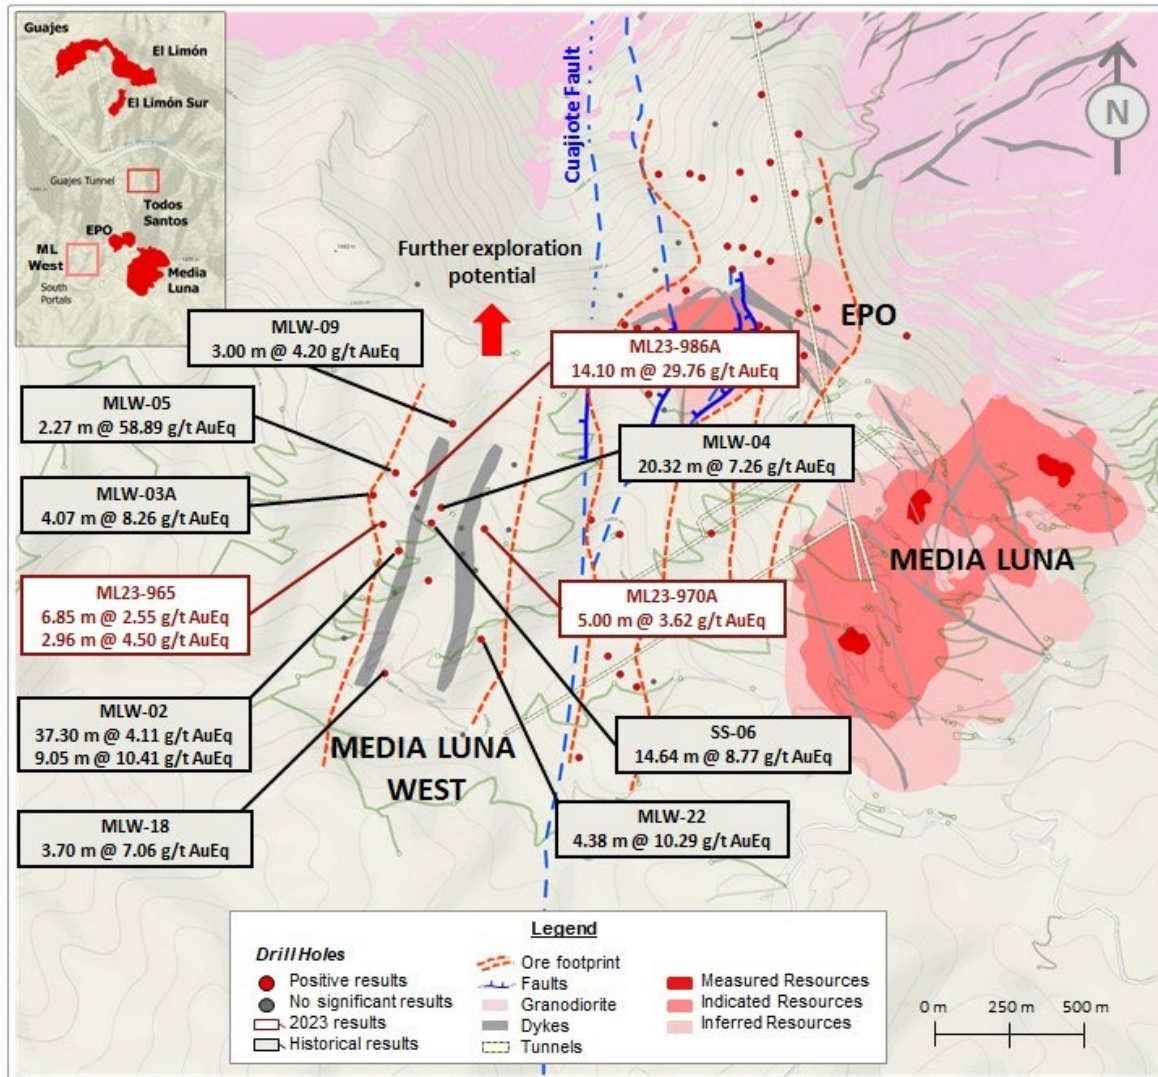 Guajes
El Limón
El Limón Sur
Guajes Tunnel
Todos
Santos
EPO
ML
West
South
Portals
Media
Luna
Cuajiote Fault
N
Further exploration
potential
EPO
MLW-09
3.00 m @ 4.20 g/t AuEq
ML23-986A
14.10 m @ 29.76 g/t AuEq
MLW-05
2.27 m @ 58.89 g/t AuEq
MLW-04
20.32 m @ 7.26 g/t AuEq
MLW-03A
4.07 m @ 8.26 g/t AuEq
MEDIA LUNA
ML23-965
6.85 m @ 2.55 g/t AuEq
2.96 m @ 4.50 g/t AuEq
ML23-970A
5.00 m @ 3.62 g/t AuEq
MLW-02
37.30 m @ 4.11 g/t AuEq
9.05 m @ 10.41 g/t AuEq
SS-06
14.64 m @ 8.77 g/t AuEq
MEDIA LUNA
WEST
MLW-18
3.70 m @ 7.06 g/t AuEq
MLW-22
4.38 m @ 10.29 g/t AuEq
Legend
Drill Holes
Positive results
No significant results
2023 results
Historical results
Ore footprint
Faults
Granodiorite
Dykes
Tunnels
Measured Resources
Indicated Resources
Inferred Resources
0 m 250 m 500 m